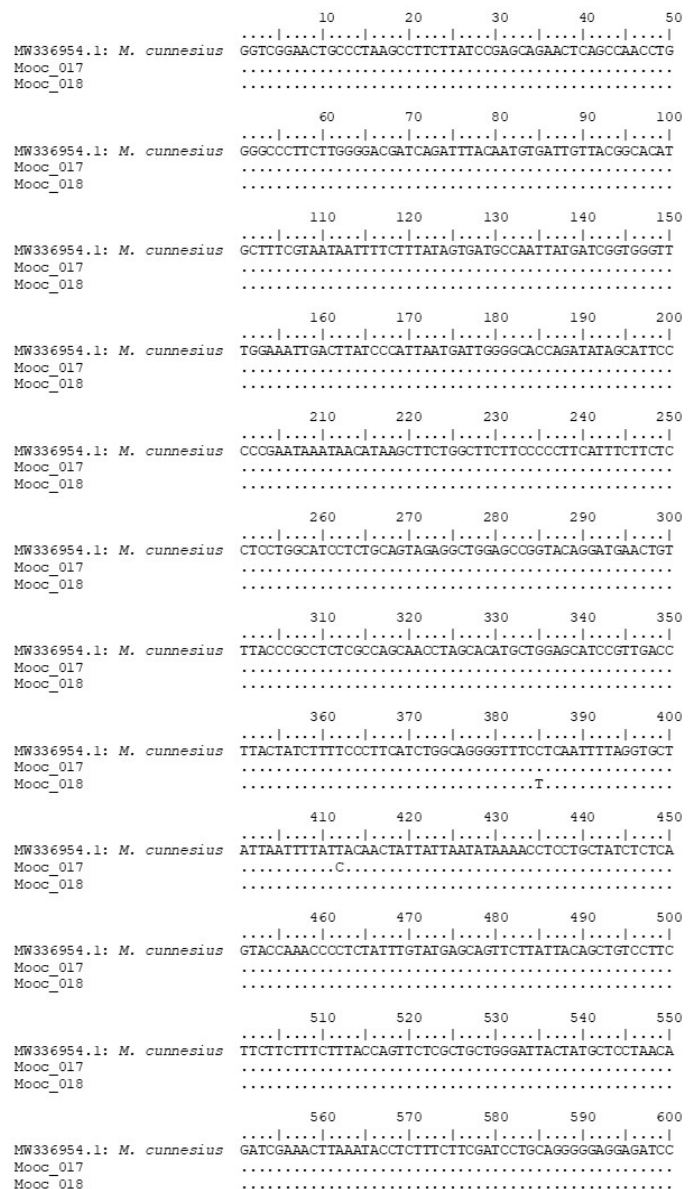 10 20 30 40 50
....|....|....|....|....|....|....|....|....|....|
MW336954.1: M. cunnesius GGTCGGAACTGCCCTAAGCCTTCTTATCCGAGCAGAACTCAGCCAACCTG
Mooc_017 ..................................................
Mooc_018 ..................................................
60 70 80 90 100
....|....|....|....|....|....|....|....|....|....|
MW336954.1: M. cunnesius GGGCCCTTCTTGGGGACGATCAGATTTACAATGTGATTGTTACGGCACAT
Mooc_017 ..................................................
Mooc_018 ..................................................
110 120 130 140 150
....|....|....|....|....|....|....|....|....|....|
MW336954.1: M. cunnesius GCTTTCGTAATAATTTTCTTTATAGTGATGCCAATTATGATCGGTGGGTT
Mooc_017 ..................................................
Mooc_018 ..................................................
160 170 180 190 200
....|....|....|....|....|....|....|....|....|....|
MW336954.1: M. cunnesius TGGAAATTGACTTATCCCATTAATGATTGGGGCACCAGATATAGCATTCC
Mooc_017 ..................................................
Mooc_018 ..................................................
210 220 230 240 250
....|....|....|....|....|....|....|....|....|....|
MW336954.1: M. cunnesius CCCGAATAAATAACATAAGCTTCTGGCTTCTTCCCCCTTCATTTCTTCTC
Mooc_017 ..................................................
Mooc_018 ..................................................
260 270 280 290 300
....|....|....|....|....|....|....|....|....|....|
MW336954.1: M. cunnesius CTCCTGGCATCCTCTGCAGTAGAGGCTGGAGCCGGTACAGGATGAACTGT
Mooc_017 ..................................................
Mooc_018 ..................................................
310 320 330 340 350
....|....|....|....|....|....|....|....|....|....|
MW336954.1: M. cunnesius TTACCCGCCTCTCGCCAGCAACCTAGCACATGCTGGAGCATCCGTTGACC
Mooc_017 ..................................................
Mooc_018 ..................................................
360 370 380 390 400
....|....|....|....|....|....|....|....|....|....|
MW336954.1: M. cunnesius TTACTATCTTTTCCCTTCATCTGGCAGGGGTTTCCTCAATTTTAGGTGCT
Mooc_017 ..................................................
Mooc_018 ..................................T...............
410 420 430 440 450
....|....|....|....|....|....|....|....|....|....|
MW336954.1: M. cunnesius ATTAATTTTATTACAACTATTATTAATATAAAACCTCCTGCTATCTCTCA
Mooc_017 ...........C......................................
Mooc_018 ..................................................
460 470 480 490 500
....|....|....|....|....|....|....|....|....|....|
MW336954.1: M. cunnesius GTACCAAACCCCTCTATTTGTATGAGCAGTTCTTATTACAGCTGTCCTTC
Mooc_017 ..................................................
Mooc_018 ..................................................
510 520 530 540 550
....|....|....|....|....|....|....|....|....|....|
MW336954.1: M. cunnesius TTCTTCTTTCTTTACCAGTTCTCGCTGCTGGGATTACTATGCTCCTAACA
Mooc_017 ..................................................
Mooc_018 ..................................................
560 570 580 590 600
....|....|....|....|....|....|....|....|....|....|
MW336954.1: M. cunnesius GATCGAAACTTAAATACCTCTTTCTTCGATCCTGCAGGGGGAGGAGATCC
Mooc_017 ..................................................
Mooc_018 ..................................................